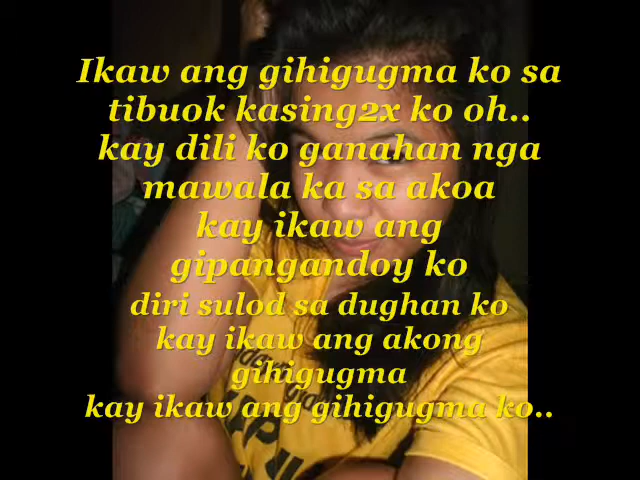 Ikaw ang gihigugma ko sa
tibuok kasing2x ko oh..
kay dili ko ganahan nga
mawala ka sa akoa
kay ikaw ang
gipangandoy ko
diri sulod sa dughan ko
kay ikaw ang akong
gihigugma
kay ikaw ang gihigugma ko..